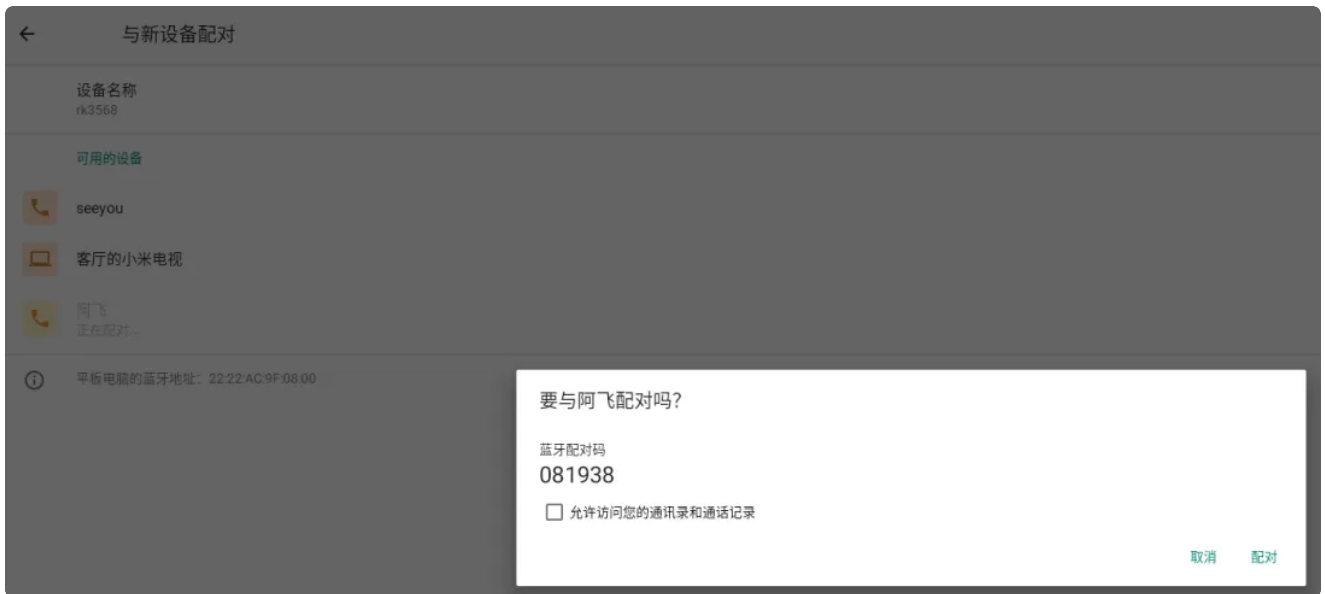 与新设备配对
设备名称
rk3568
可用的设备
seeyou
客厅的小米电视
阿飞
正在配对...
平板电脑的蓝牙地址：22:22:AC:9F:08:00
要与阿飞配对吗?
蓝牙配对码
081938
允许访问您的通讯录和通话记录
取消
配对